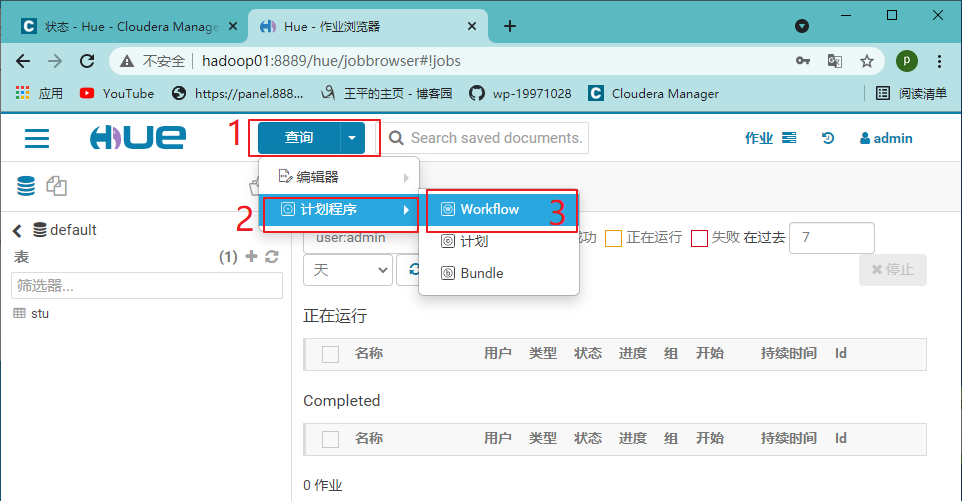 状态 - Hue - Cloudera Manager
Hue - 作业浏览器
不安全 hadoop01:8889/hue/jobbrowser#!jobs
p
应用 YouTube https://panel.888... 王平的主页 - 博客园 wp-19971028 Cloudera Manager 阅读清单
HUE 1 查询 Search saved documents. 作业 admin
编辑器
2 计划程序 Workflow 3
default
user:admin 计划 功 正在运行 失败 在过去 7
表 (1)
天 Bundle 停止
筛选器...
stu
正在运行
名称 用户 类型 状态 进度 组 开始 持续时间 Id
Completed
名称 用户 类型 状态 进度 组 开始 持续时间 Id
0 作业